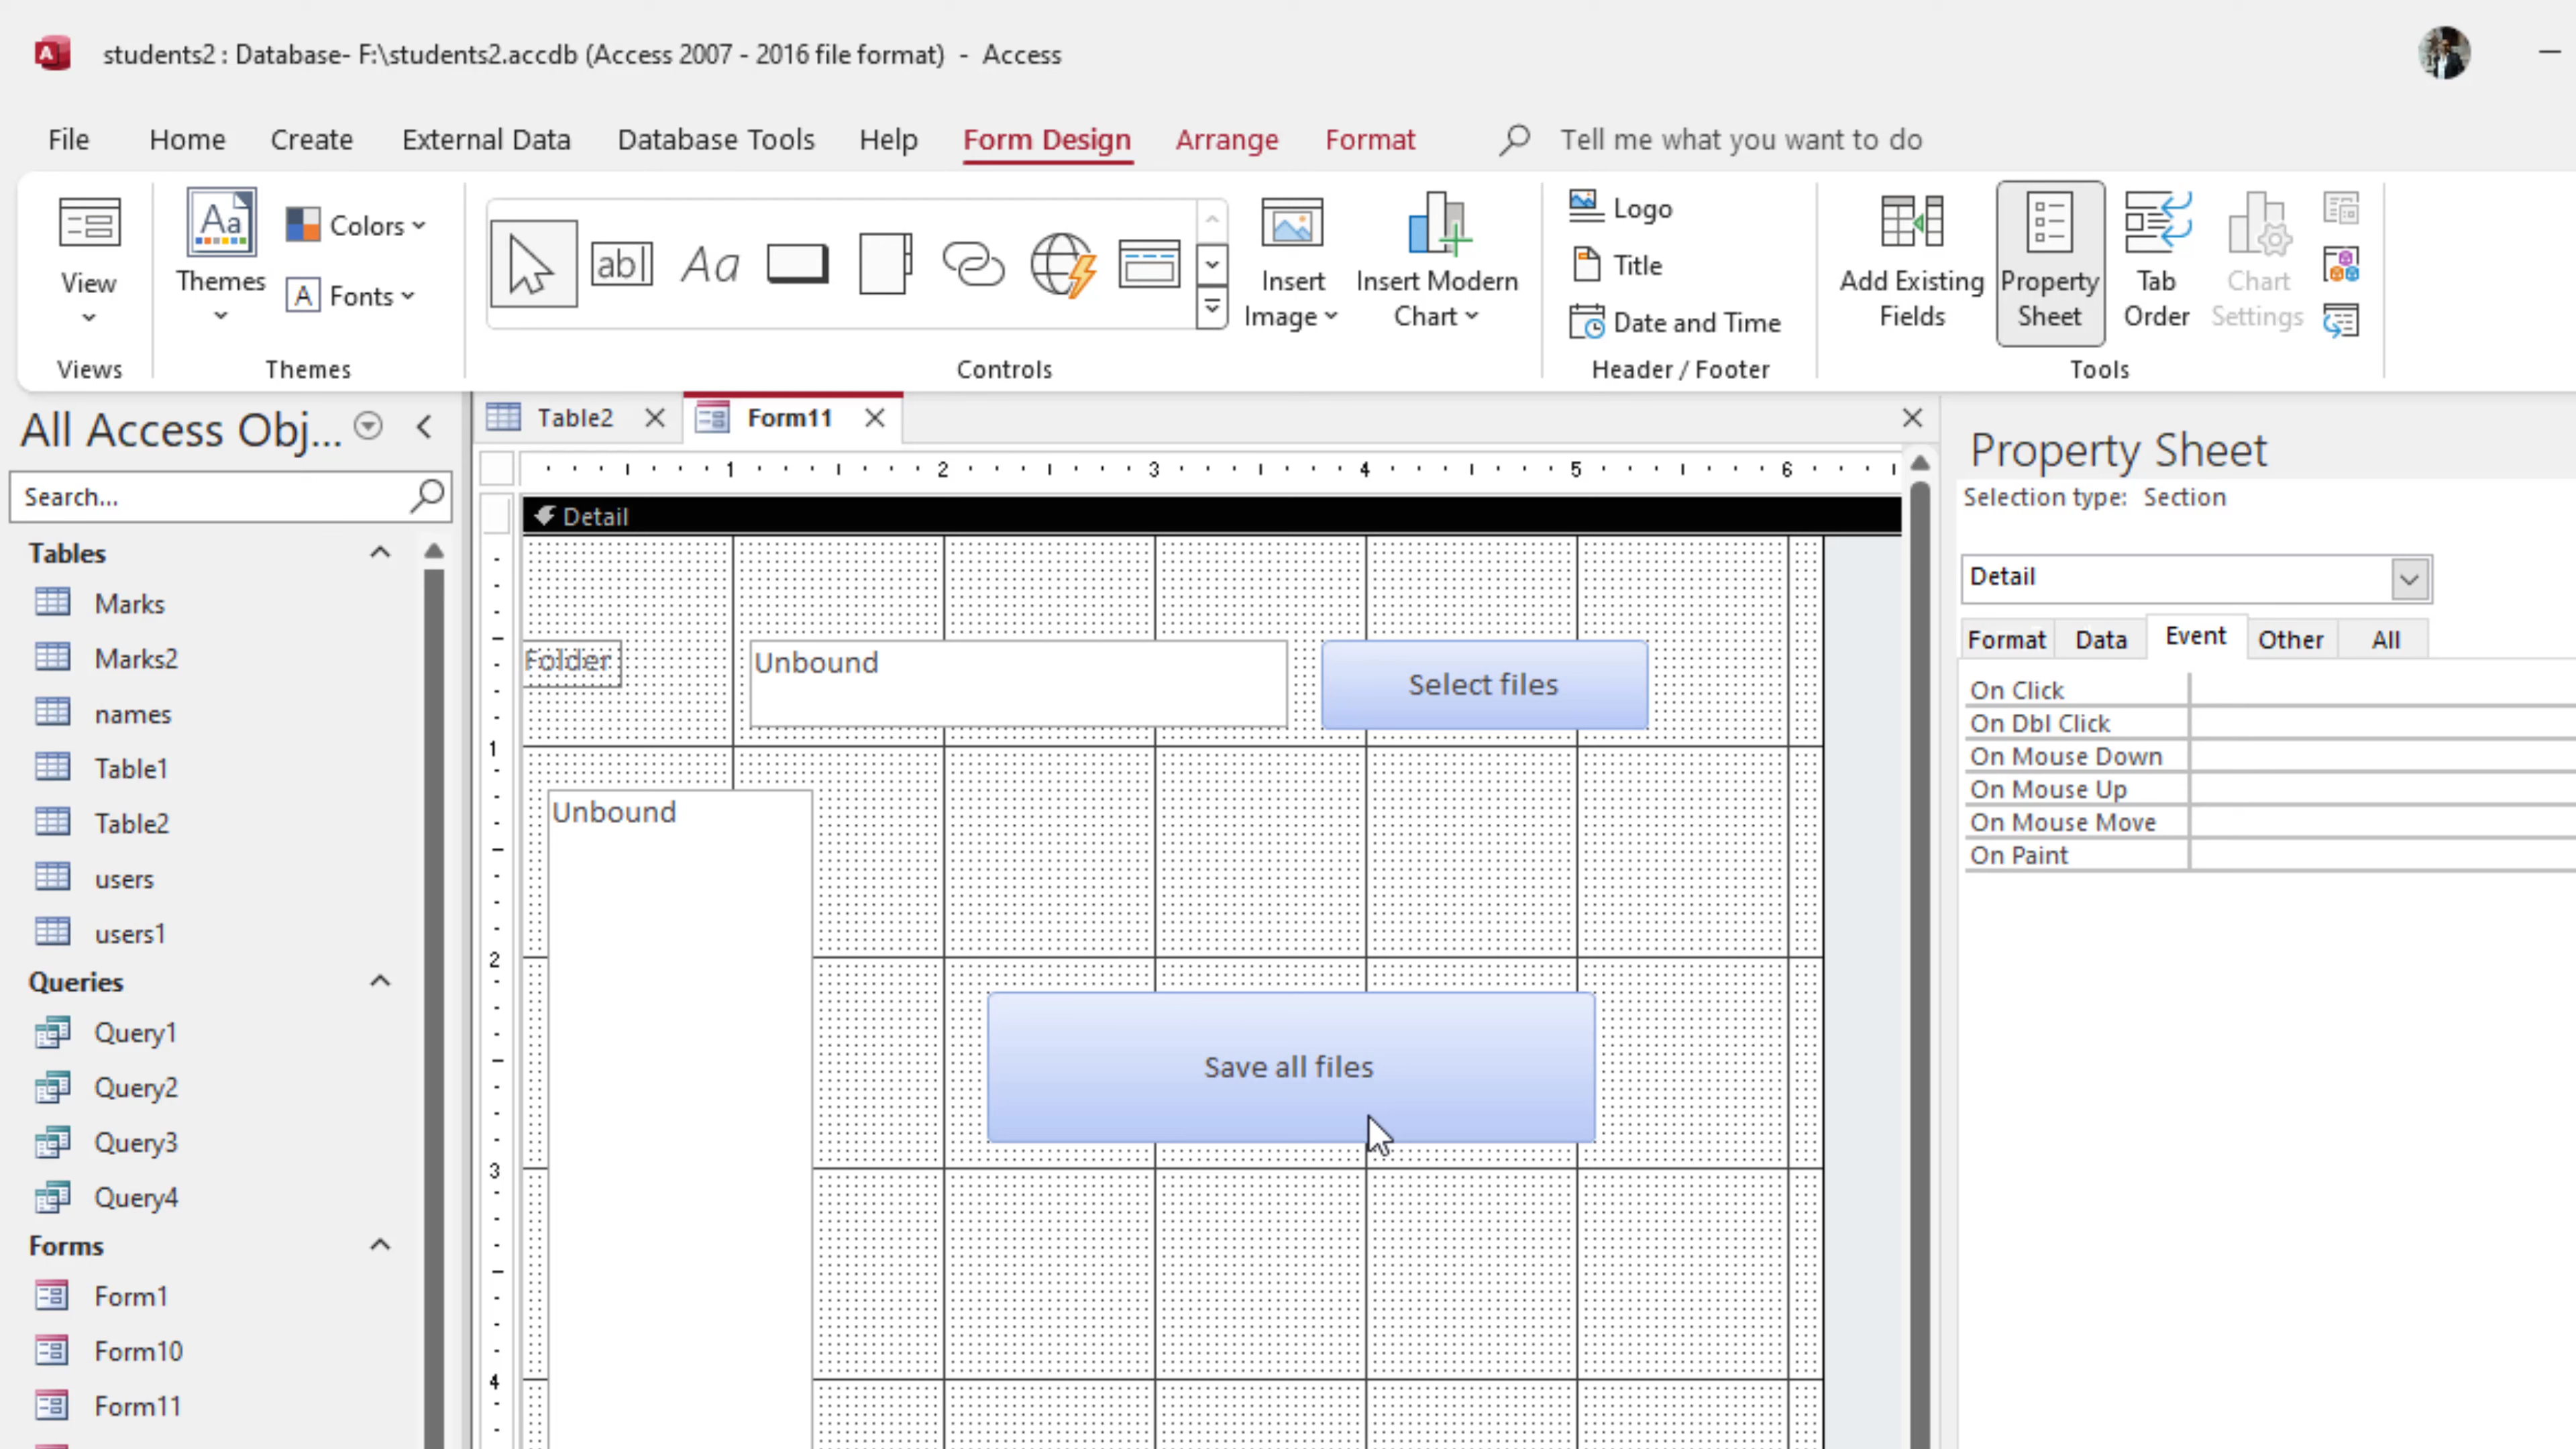 students2 : Database- F:\students2.accdb (Access 2007 - 2016 file format) - Access
File Home Create External Data Database Tools Help Form Design Arrange Format Tell me what you want to do
View
Views
Themes
Colors
Fonts
Themes
ab|
Aa
Insert Image
Insert Modern Chart
Controls
Logo
Title
Date and Time
Header / Footer
Add Existing Fields
Property Sheet
Tab Order
Chart Settings
Tools
All Access Obj...
Search...
Tables
Marks
Marks2
names
Table1
Table2
users
users1
Queries
Query1
Query2
Query3
Query4
Forms
Form1
Form10
Form11
Table2 Form11
1 2 3 4 5 6
Detail
Folder
Unbound
Select files
1
Unbound
2
Save all files
3
4
Property Sheet
Selection type: Section
Detail
Format Data Event Other All
On Click
On Dbl Click
On Mouse Down
On Mouse Up
On Mouse Move
On Paint